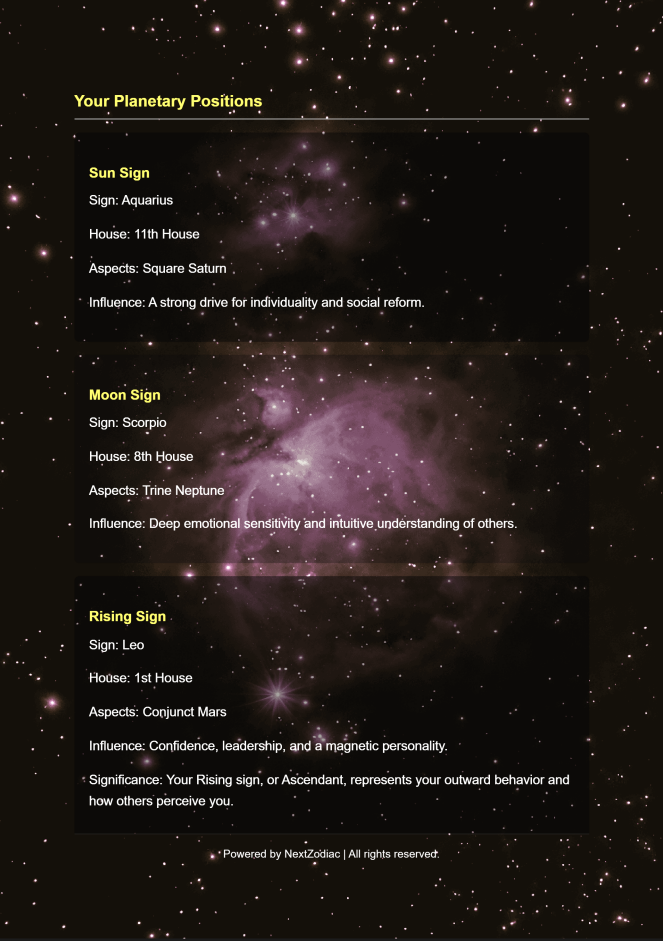 Your Planetary Positions
Sun Sign
Sign: Aquarius
House: 11th House
Aspects: Square Saturn
Influence: A strong drive for individuality and social reform.
Moon Sign
Sign: Scorpio
House: 8th House
Aspects: Trine Neptune
Influence: Deep emotional sensitivity and intuitive understanding of others.
Rising Sign
Sign: Leo
House: 1st House
Aspects: Conjunct Mars
Influence: Confidence, leadership, and a magnetic personality.
Significance: Your Rising sign, or Ascendant, represents your outward behavior and
how others perceive you.
Powered by NextZodiac | All rights reserved.